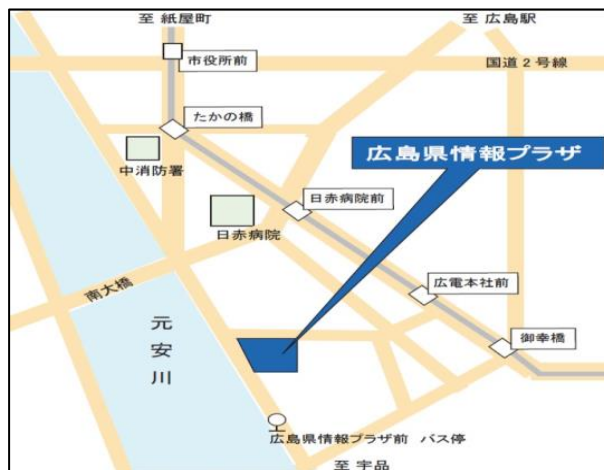 至 紙屋町
至 広島駅
市役所前
国道２号線
たかの橋
広島県情報プラザ
中消防署
日赤病院前
日赤病院
広電本社前
南大橋
元安川
御幸橋
広島県情報プラザ前 バス停
至 宇品